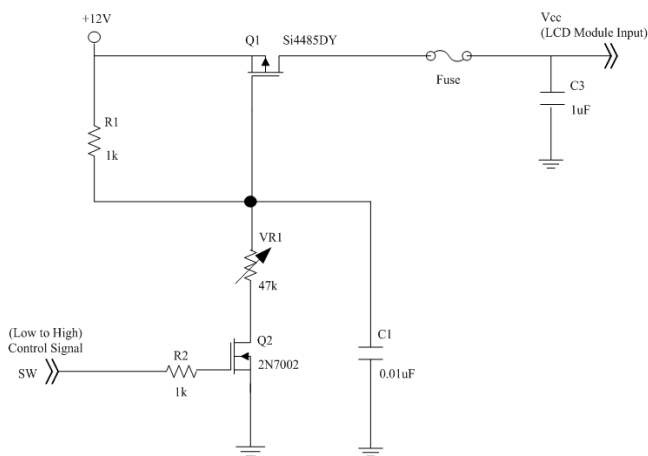 +12V
Q1
Si4485DY
Vcc
(LCD Module Input)
Fuse
C3
1uF
R1
1k
VR1
47k
(Low to High)
Control Signal
SW
R2
1k
Q2
2N7002
C1
0.01uF